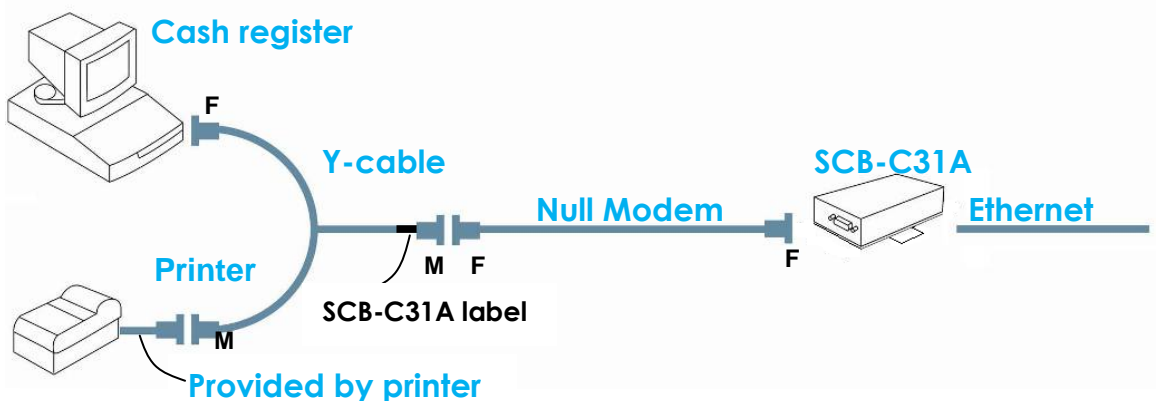 Cash register
F
Y-cable
SCB-C31A
Null Modem
Ethernet
M F
F
Printer
SCB-C31A label
M
Provided by printer